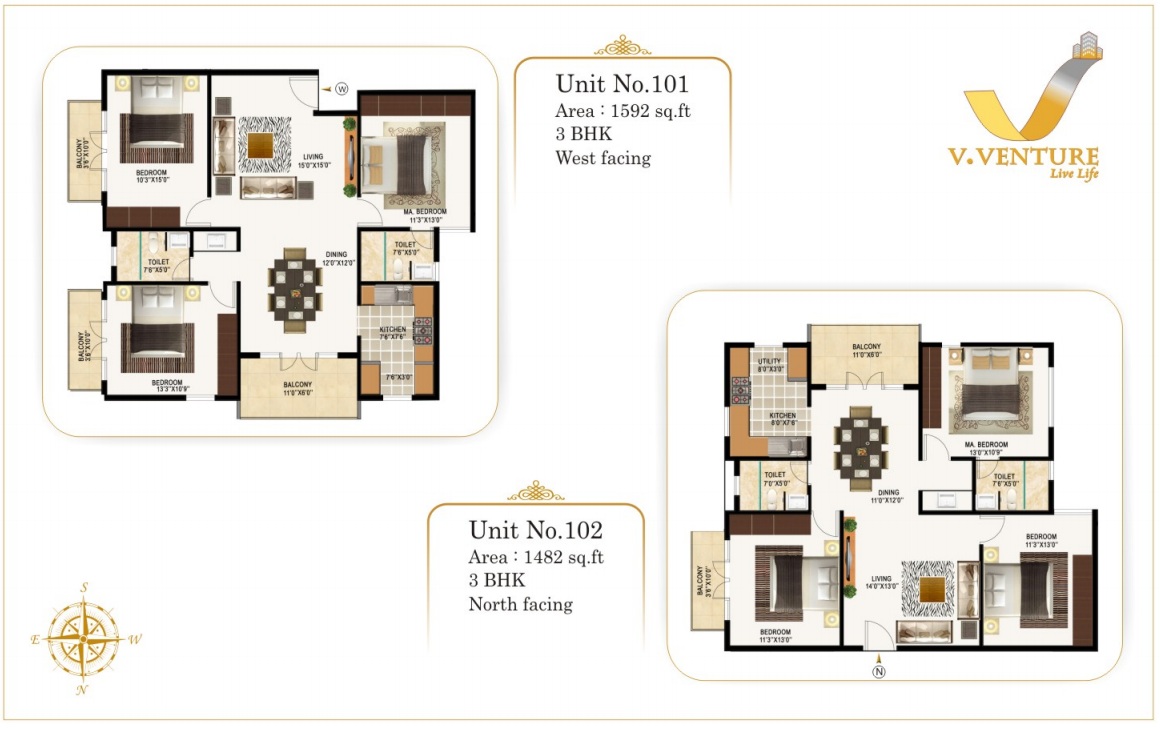 Unit No.101
Area : 1592 sq.ft
3 BHK
West facing
V.VENTURE
Live Life
W
BALCONY
3'6"X10'0"
BEDROOM
10'3"X15'0"
LIVING
15'0"X15'0"
MA. BEDROOM
11'3"X13'0"
TOILET
7'6"X5'0"
DINING
12'0"X12'0"
TOILET
7'6"X5'0"
BALCONY
3'6"X10'0"
BEDROOM
13'3"X10'9"
KITCHEN
7'6"X7'6"
7'6"X3'0"
BALCONY
11'0"X6'0"
Unit No.102
Area : 1482 sq.ft
3 BHK
North facing
BALCONY
11'0"X6'0"
UTILITY
8'0"X3'0"
KITCHEN
8'0"X7'6"
MA. BEDROOM
13'0"X10'9"
TOILET
7'0"X5'0"
DINING
11'0"X12'0"
TOILET
7'6"X5'0"
BEDROOM
11'3"X13'0"
BALCONY
3'6"X10'0"
LIVING
14'0"X13'0"
BEDROOM
11'3"X13'0"
N
S
E
W
N